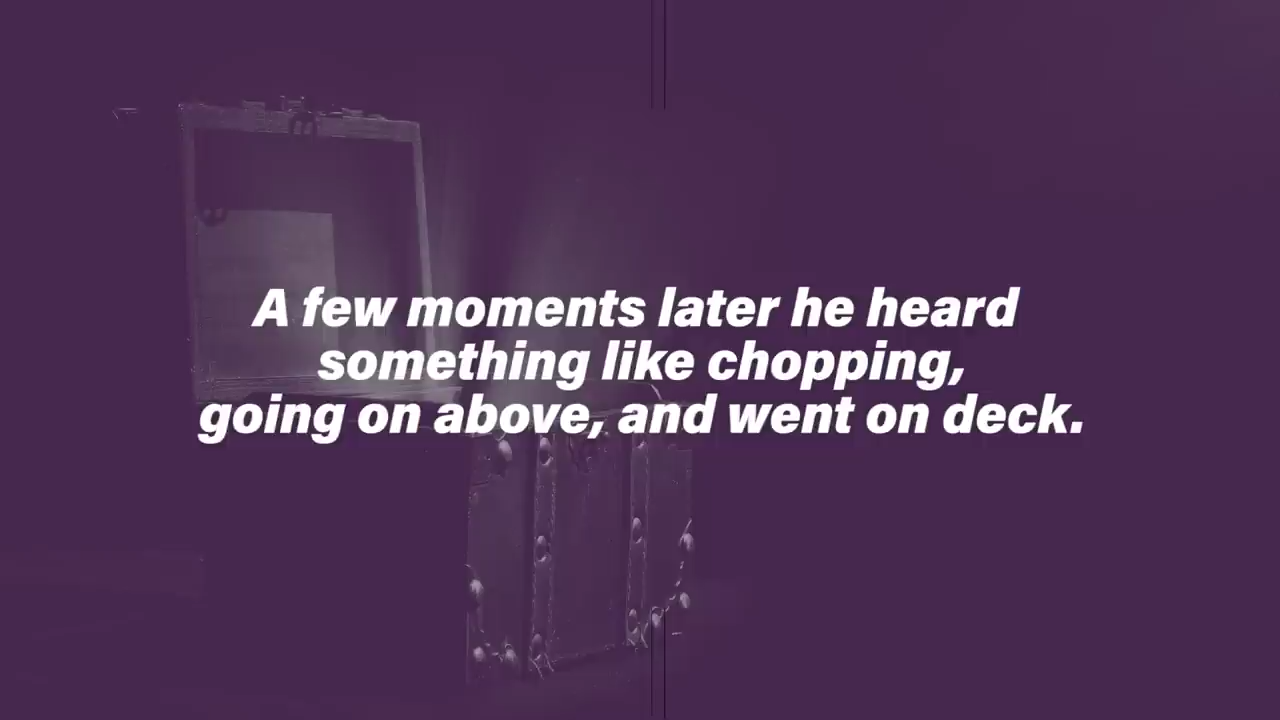 A few moments later he heard
something like chopping,
going on above, and went on deck.